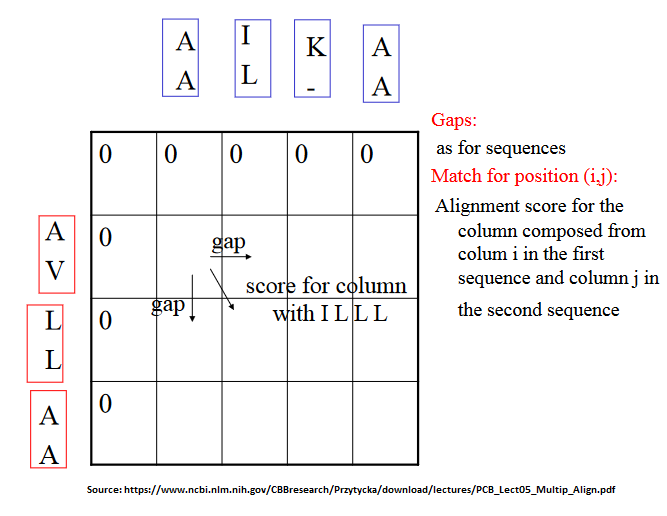 A I K A
A L - A
Gaps:
as for sequences
Match for position (i,j):
Alignment score for the
column composed from
colum i in the first
sequence and column j in
the second sequence
0 0 0 0 0
A
V
0
gap
score for column
with I L L L
gap
L
L
0
A
A
0
Source: https://www.ncbi.nlm.nih.gov/CBBresearch/Przytycka/download/lectures/PCB_Lect05_Multip_Align.pdf